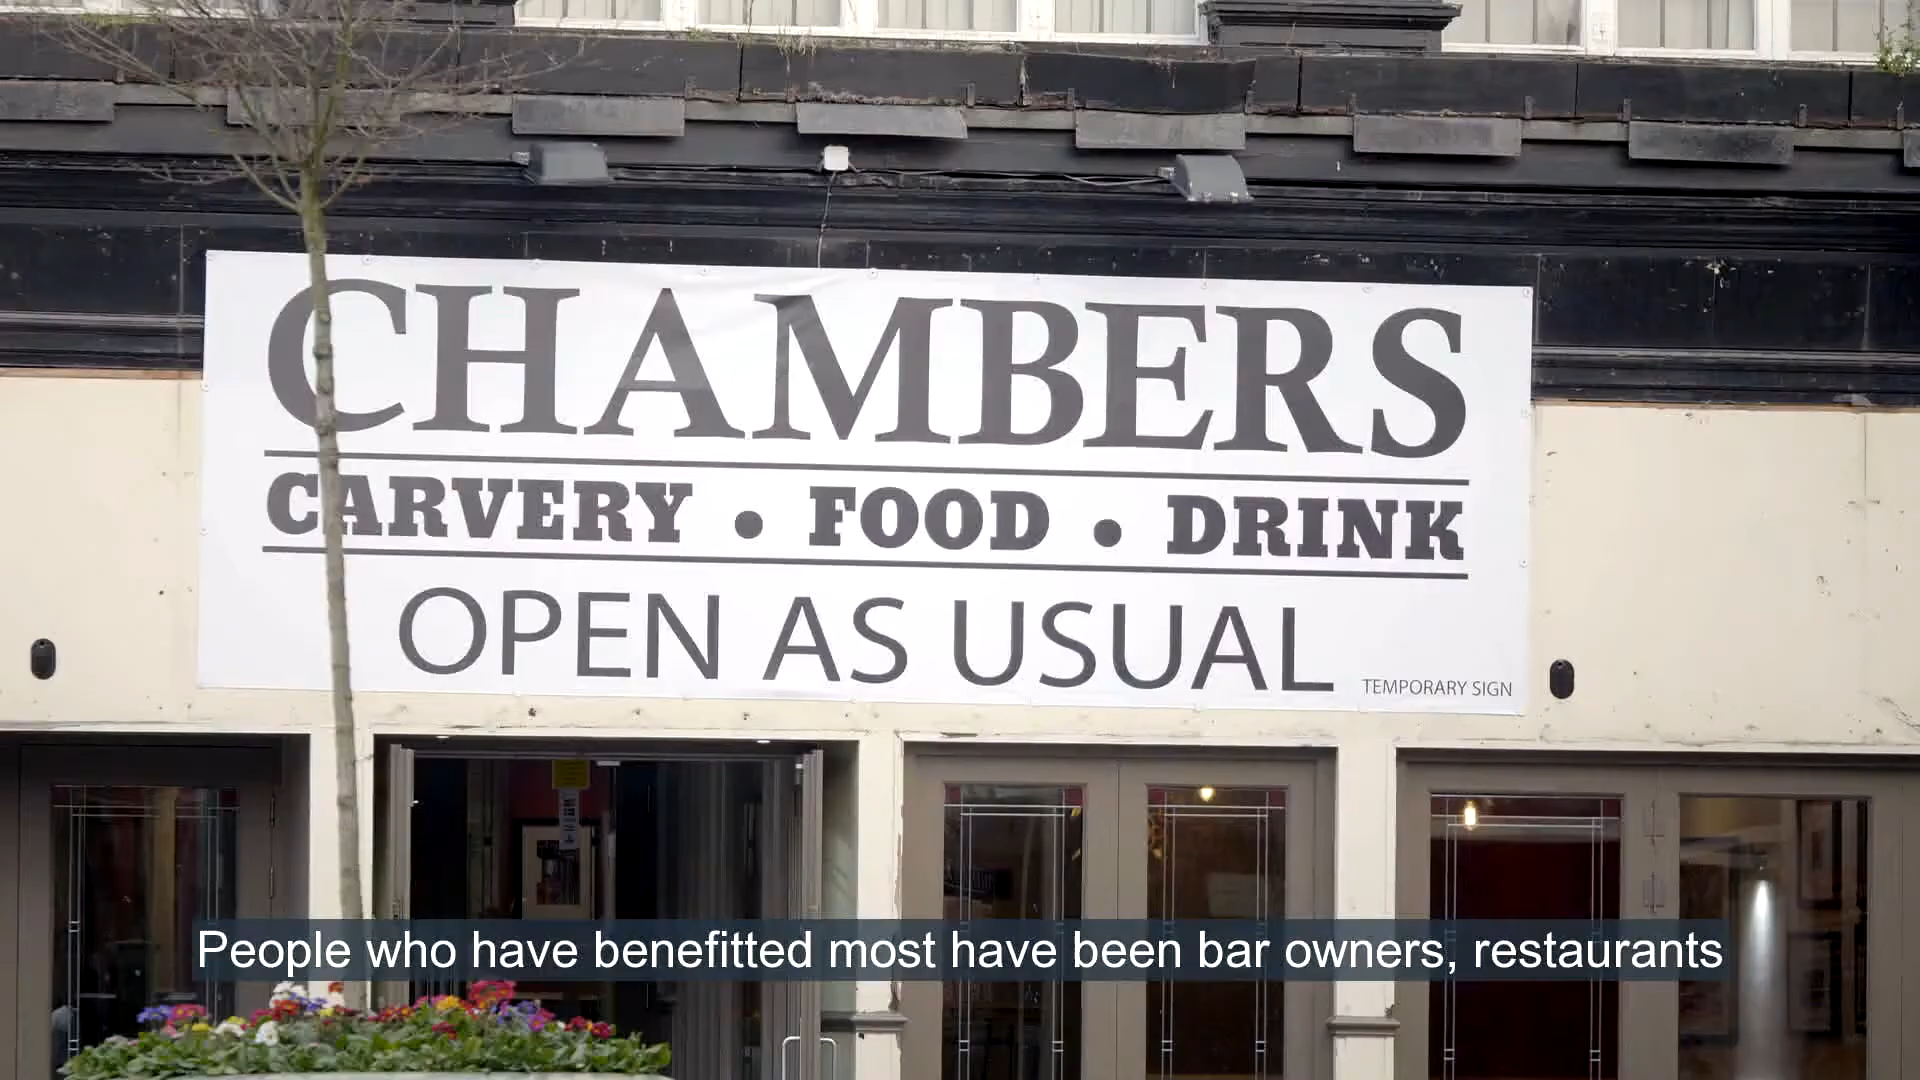 CHAMBERS
CARVERY • FOOD • DRINK
OPEN AS USUAL
TEMPORARY SIGN
People who have benefitted most have been bar owners, restaurants